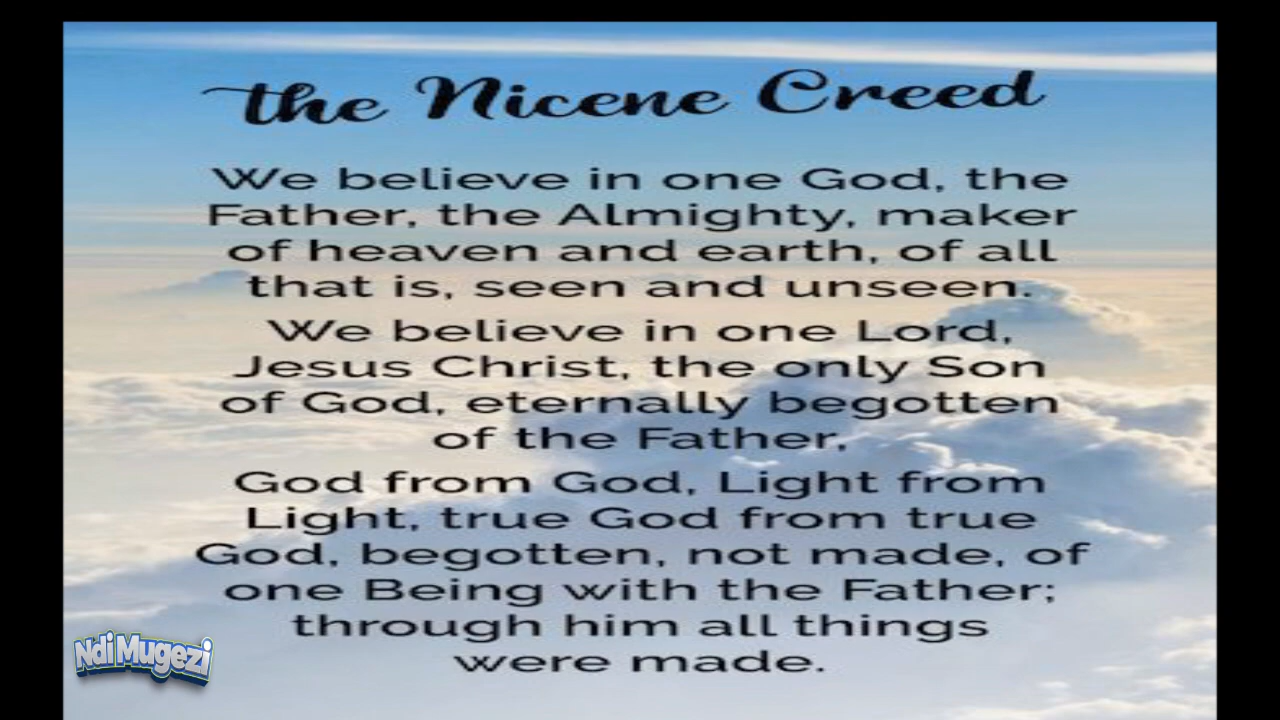 the Nicene Creed
We believe in one God, the
Father, the Almighty, maker
of heaven and earth, of all
that is, seen and unseen.
We believe in one Lord,
Jesus Christ, the only Son
of God, eternally begotten
of the Father,
God from God, Light from
Light, true God from true
God, begotten, not made, of
one Being with the Father;
through him all things
were made.
Ndi Mugezi